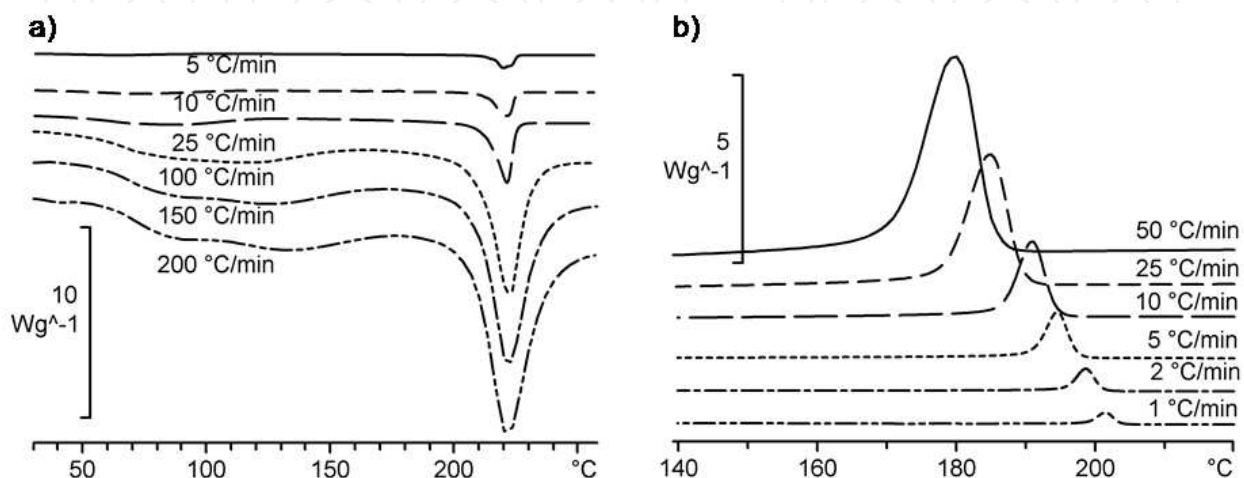 a)
5 °C/min
10 °C/min
25 °C/min
100 °C/min
150 °C/min
200 °C/min
10
Wg^-1
50 100 150 200 °C
b)
5
Wg^-1
50 °C/min
25 °C/min
10 °C/min
5 °C/min
2 °C/min
1 °C/min
140 160 180 200 °C